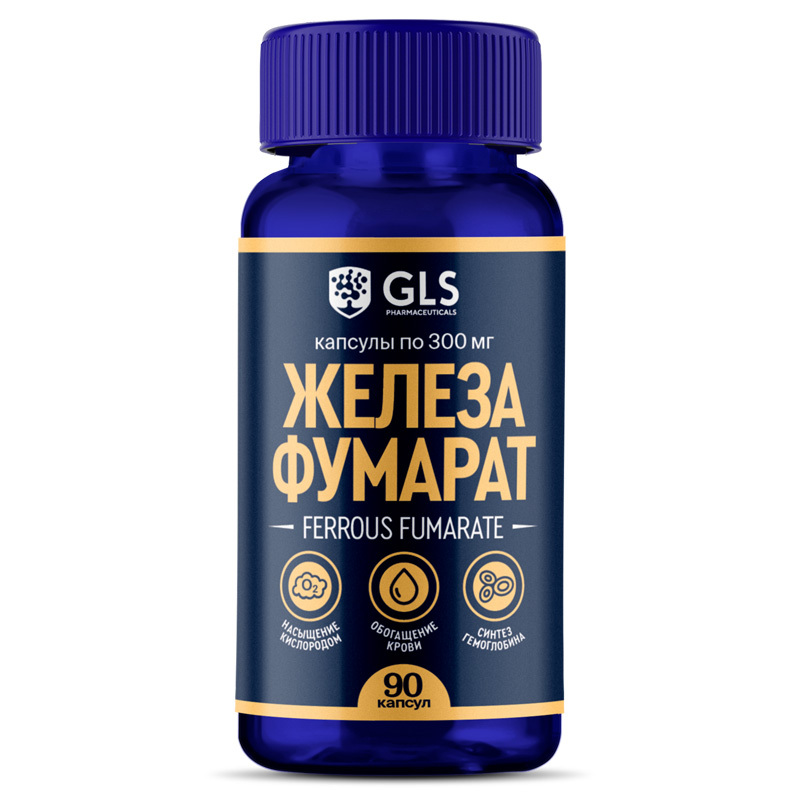 GLS
PHARMACEUTICALS
капсулы по 300 мг
ЖЕЛЕЗА
ФУМАРАТ
FERROUS FUMARATE
O₂
НАСЫЩЕНИЕ
КИСЛОРОДОМ
ОБОГАЩЕНИЕ
КРОВИ
СИНТЕЗ
ГЕМОГЛОБИНА
90
капсул